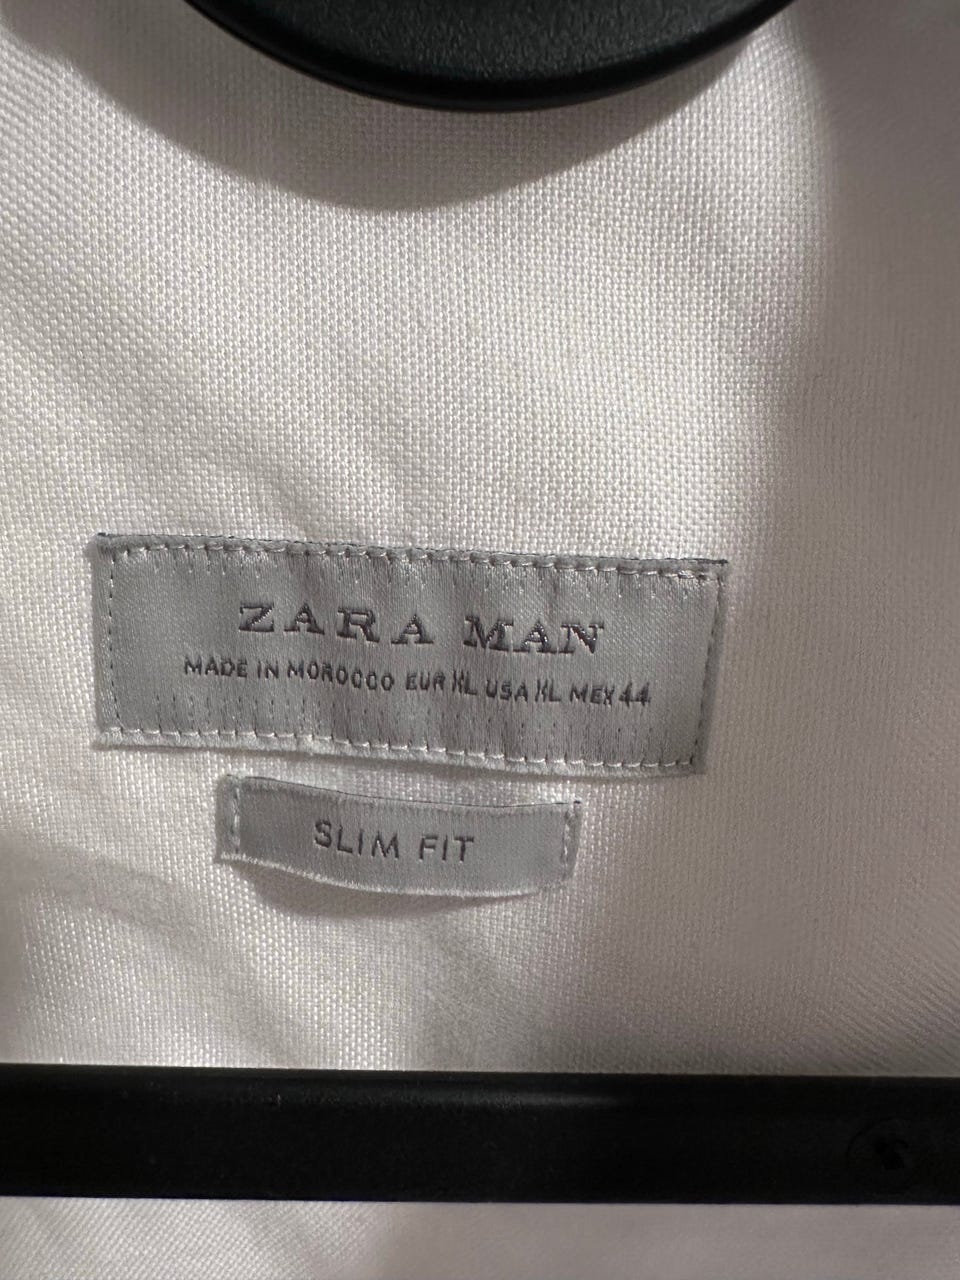 ZARA MAN
MADE IN MOROCCO EUR XL USA XL MEX 44
SLIM FIT